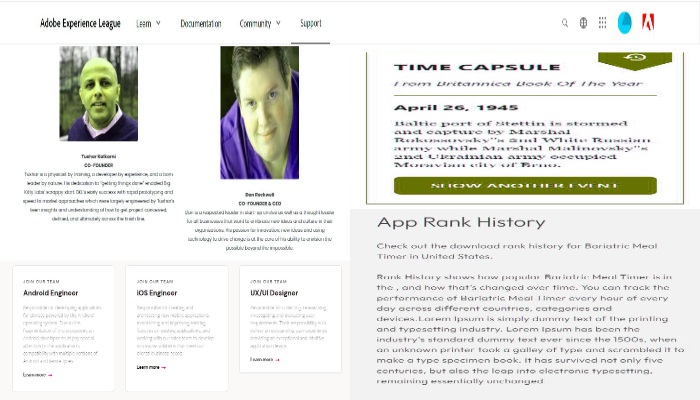 Adobe Experience League
Learn
Documentation
Community
Support
Tushar Kulkarni
CO-FOUNDER
Tushar is a physicist by training, a developer by experience, and a born
leader by nature. His dedication to "getting things done" enabled Big
Kitty Labs' scrappy start. BKL's early success with rapid prototyping and
speed to market approaches which were largely engineered by Tushar's
keen insights and understanding of how to get project conceived,
defined, and ultimately across the finish line.
Dan Rockwell
CO-FOUNDER & CEO
Dan is a respected leader in start up circles as well as a thought leader
for all businesses that want to embrace new ideas and culture in their
organizations. His passion for innovation, new ideas and using
technology to drive change is at the core of his ability to envision the
possible beyond the impossible.
JOIN OUR TEAM
Android Engineer
Learn more →
JOIN OUR TEAM
iOS Engineer
Learn more →
JOIN OUR TEAM
UX/UI Designer
Learn more →
TIME CAPSULE
From Britannica Book Of The Year
April 26, 1945
Baltic port of Stettin is stormed
and capture by Marshal
Rokossovsky"s 2nd White Russian
army while Marshal Malinovsky"s
2nd Ukrainian army occupied
Moravian city of Brno.
SHOW ANOTHER EVENT
App Rank History
Check out the download rank history for Bariatric Meal
Timer in United States.
Rank History shows how popular Bariatric Meal Timer is in
the , and how that's changed over time. You can track the
performance of Bariatric Meal Timer every hour of every
day across different countries, categories and
devices.Lorem Ipsum is simply dummy text of the printing
and typesetting industry. Lorem Ipsum has been the
industry's standard dummy text ever since the 1500s, when
an unknown printer took a galley of type and scrambled it to
make a type specimen book. It has survived not only five
centuries, but also the leap into electronic typesetting,
remaining essentially unchanged